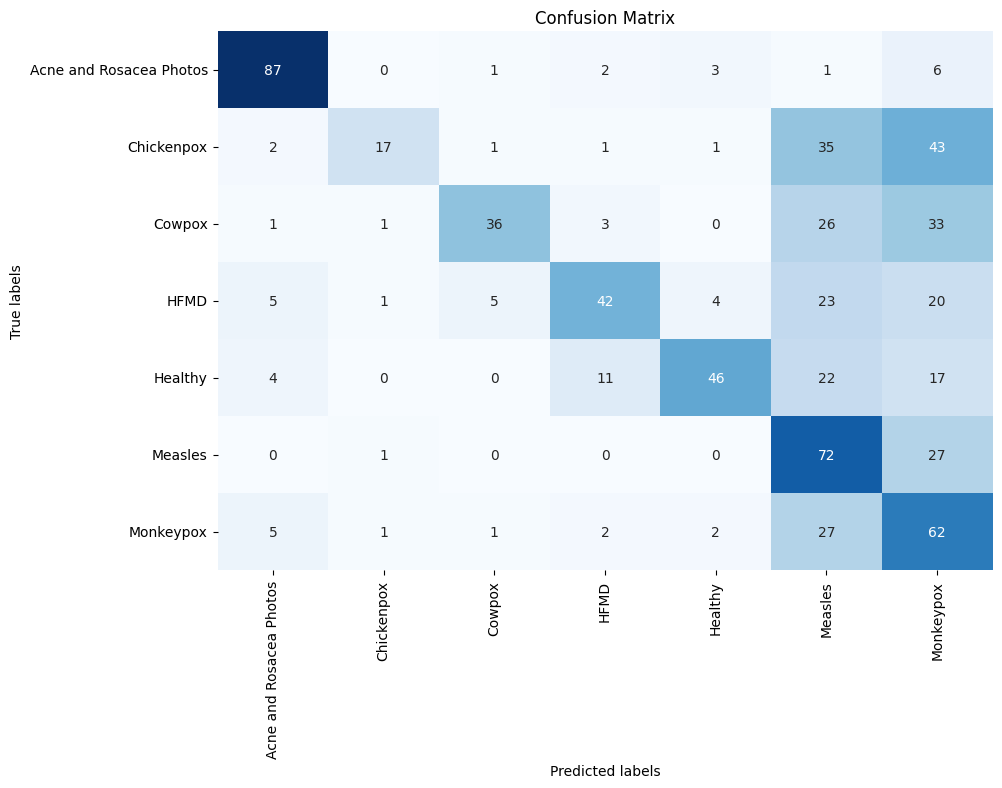 Confusion Matrix
True labels
Acne and Rosacea Photos 87 0 1 2 3 1 6
Chickenpox 2 17 1 1 1 35 43
Cowpox 1 1 36 3 0 26 33
HFMD 5 1 5 42 4 23 20
Healthy 4 0 0 11 46 22 17
Measles 0 1 0 0 0 72 27
Monkeypox 5 1 1 2 2 27 62
Acne and Rosacea Photos
Chickenpox
Cowpox
HFMD
Healthy
Measles
Monkeypox
Predicted labels